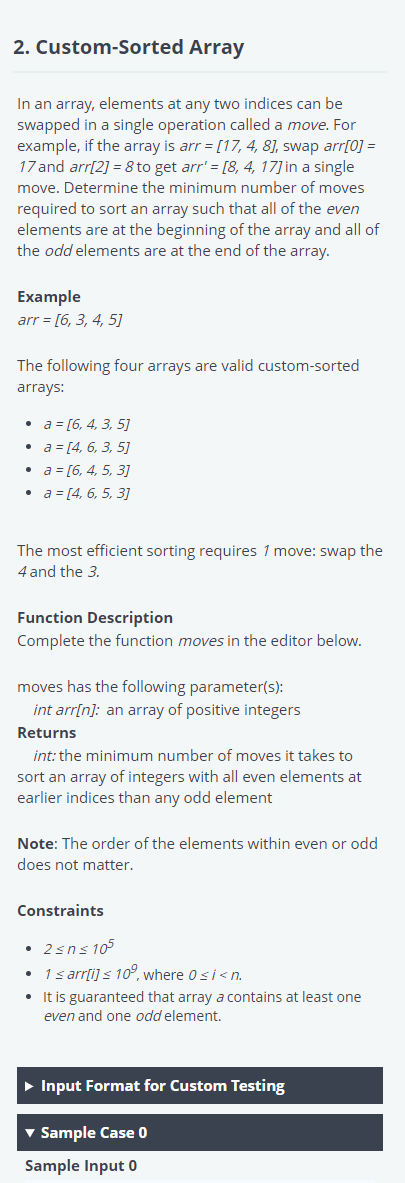 2. Custom-Sorted Array
In an array, elements at any two indices can be
swapped in a single operation called a move. For
example, if the array is arr = [17, 4, 8], swap arr[0] =
17 and arr[2] = 8 to get arr' = [8, 4, 17] in a single
move. Determine the minimum number of moves
required to sort an array such that all of the even
elements are at the beginning of the array and all of
the odd elements are at the end of the array.
Example
arr = [6, 3, 4, 5]
The following four arrays are valid custom-sorted
arrays:
• a = [6, 4, 3, 5]
• a = [4, 6, 3, 5]
• a = [6, 4, 5, 3]
• a = [4, 6, 5, 3]
The most efficient sorting requires 1 move: swap the
4 and the 3.
Function Description
Complete the function moves in the editor below.
moves has the following parameter(s):
int arr[n]: an array of positive integers
Returns
int: the minimum number of moves it takes to
sort an array of integers with all even elements at
earlier indices than any odd element
Note: The order of the elements within even or odd
does not matter.
Constraints
• 2 ≤ n ≤ 10⁵
• 1 ≤ arr[i] ≤ 10⁹, where 0 ≤ i < n.
• It is guaranteed that array a contains at least one
even and one odd element.
▶ Input Format for Custom Testing
▼ Sample Case 0
Sample Input 0